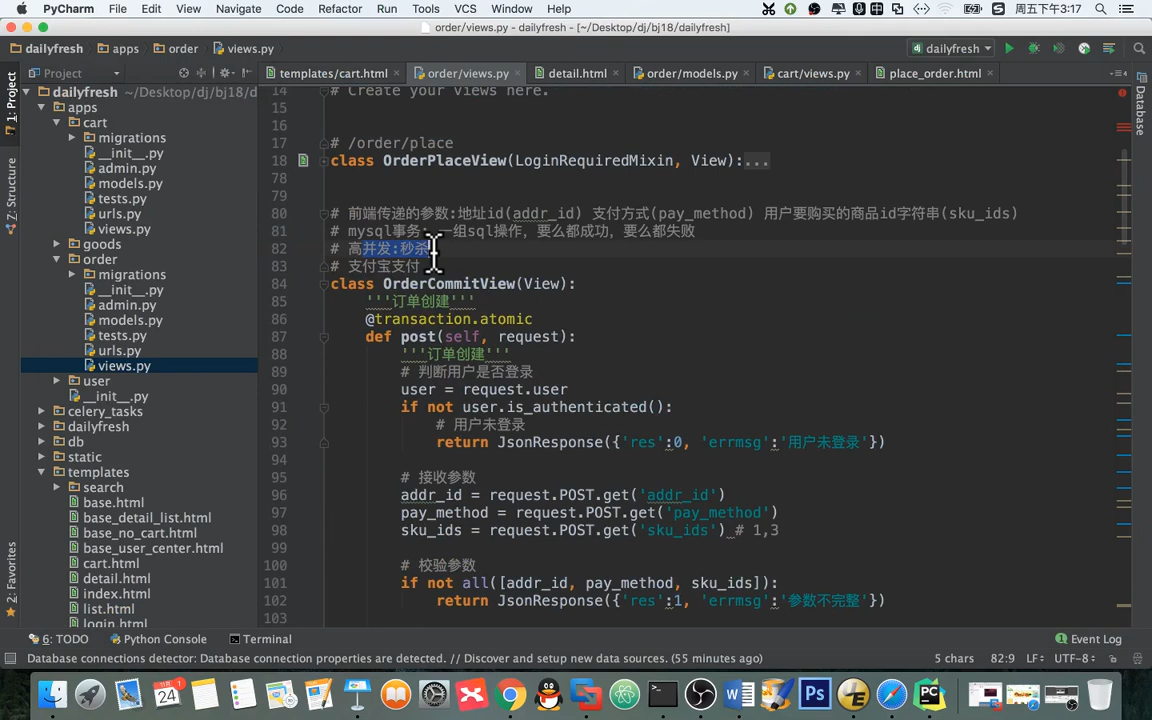 PyCharm File Edit View Navigate Code Refactor Run Tools VCS Window Help 周五下午3:17
order/views.py - dailyfresh - [~/Desktop/dj/bj18/dailyfresh]
dailyfresh apps order views.py dailyfresh
Project templates/cart.html order/views.py detail.html order/models.py cart/views.py place_order.html
1: Project
Z: Structure
2: Favorites
Database
dailyfresh ~/Desktop/dj/bj18/d
apps
cart
migrations
__init__.py
admin.py
models.py
tests.py
urls.py
views.py
goods
order
migrations
__init__.py
admin.py
models.py
tests.py
urls.py
views.py
user
__init__.py
celery_tasks
dailyfresh
db
static
templates
search
base.html
base_detail_list.html
base_no_cart.html
base_user_center.html
cart.html
detail.html
index.html
list.html
login.html
14 # Create your views here.
15
16
17 # /order/place
18 class OrderPlaceView(LoginRequiredMixin, View):...
78
79
80 # 前端传递的参数:地址id(addr_id) 支付方式(pay_method) 用户要购买的商品id字符串(sku_ids)
81 # mysql事务: 一组sql操作，要么都成功，要么都失败
82 # 高并发:秒杀
83 # 支付宝支付
84 class OrderCommitView(View):
85 '''订单创建'''
86 @transaction.atomic
87 def post(self, request):
88 '''订单创建'''
89 # 判断用户是否登录
90 user = request.user
91 if not user.is_authenticated():
92 # 用户未登录
93 return JsonResponse({'res':0, 'errmsg':'用户未登录'})
94
95 # 接收参数
96 addr_id = request.POST.get('addr_id')
97 pay_method = request.POST.get('pay_method')
98 sku_ids = request.POST.get('sku_ids') # 1,3
99
100 # 校验参数
101 if not all([addr_id, pay_method, sku_ids]):
102 return JsonResponse({'res':1, 'errmsg':'参数不完整'})
103
6: TODO Python Console Terminal 1 Event Log
Database connections detector: Database connection properties are detected. // Discover and setup new data sources. (55 minutes ago) 5 chars 82:9 LF UTF-8
24
Ps
PC